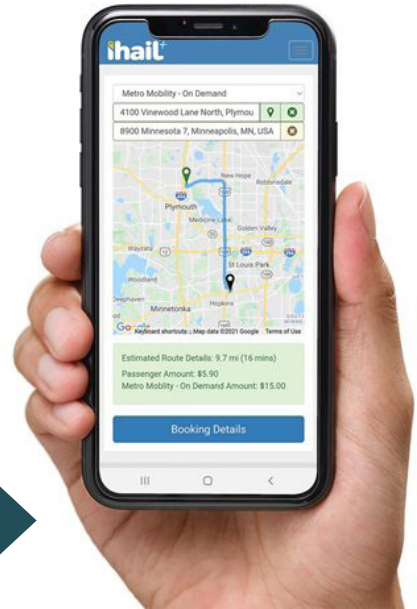 ihail+
Metro Mobility - On Demand
4100 Vinewood Lane North, Plymou
8900 Minnesota 7, Minneapolis, MN, USA
New Hope
Robbinsdale
Plymouth
Medicine Lake
Golden Valley
Wayzata
St Louis Park
Woodland
Deephaven
Hopkins
Minnetonka
Google
Keyboard shortcuts
Map data ©2021 Google
Terms of Use
Estimated Route Details: 9.7 mi (16 mins)
Passenger Amount: $5.90
Metro Moblity - On Demand Amount: $15.00
Booking Details